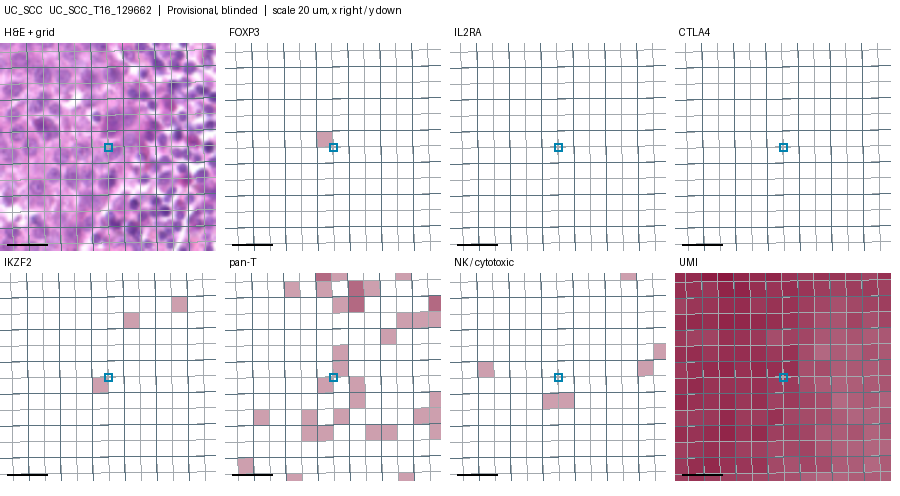 UC_SCC UC_SCC_T16_129662 | Provisional, blinded | scale 20 um, x right / y down
H&E + grid
FOXP3
IL2RA
CTLA4
IKZF2
pan-T
NK/cytotoxic
UMI